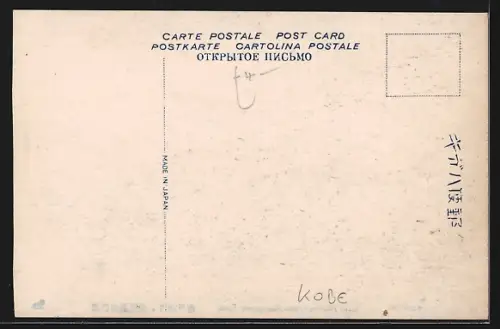 CARTE POSTALE POST CARD
POSTKARTE CARTOLINA POSTALE
ОТКРЫТОЕ ПИСЬМО
MADE IN JAPAN
KOBE